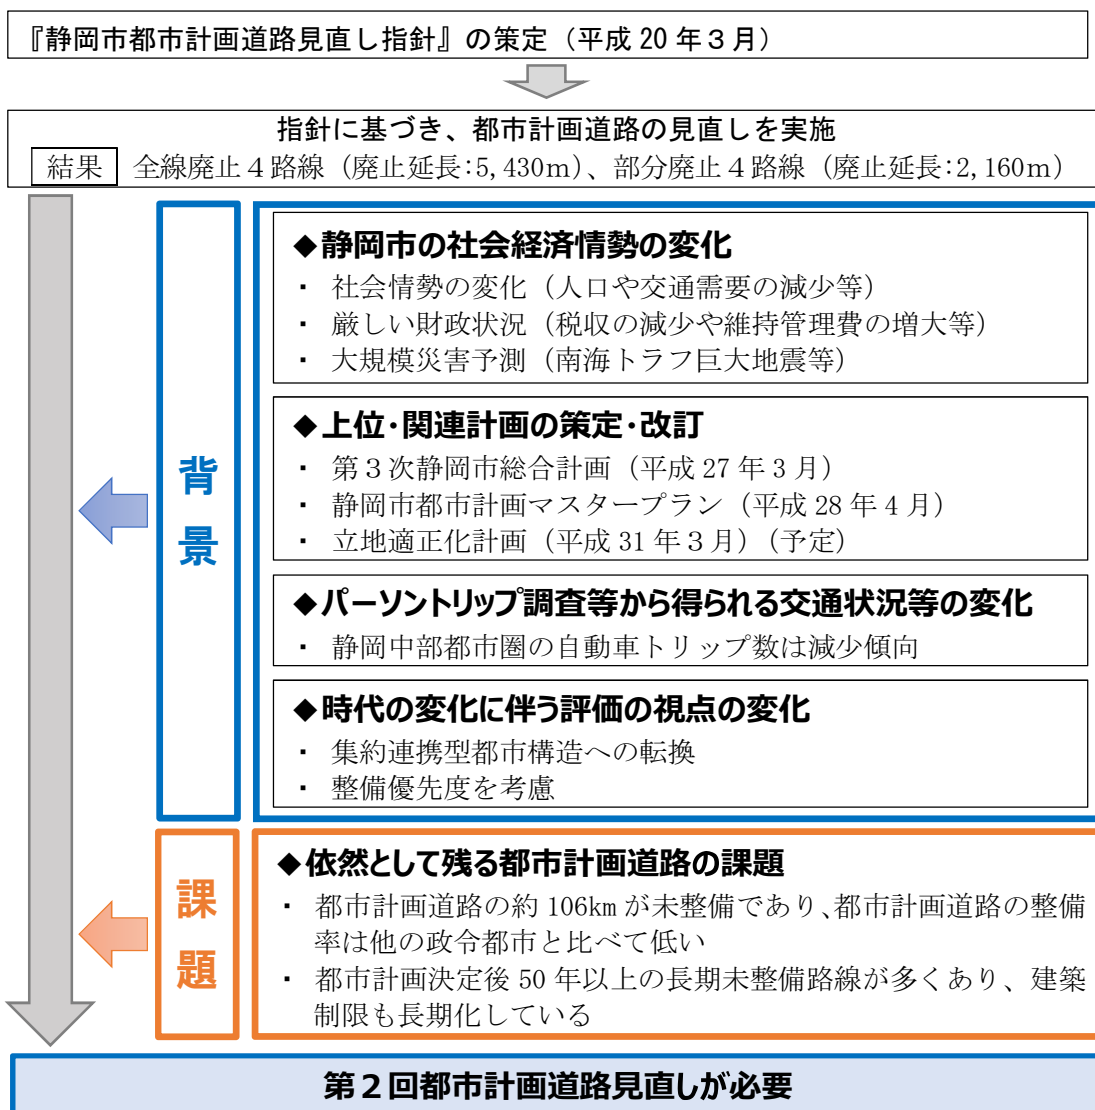 『静岡市都市計画道路見直し指針』の策定（平成 20 年３月）
指針に基づき、都市計画道路の見直しを実施
結果 全線廃止４路線（廃止延長:5,430ｍ）、部分廃止４路線（廃止延長:2,160ｍ）
背景
◆静岡市の社会経済情勢の変化
・ 社会情勢の変化（人口や交通需要の減少等）
・ 厳しい財政状況（税収の減少や維持管理費の増大等）
・ 大規模災害予測（南海トラフ巨大地震等）
◆上位・関連計画の策定・改訂
・ 第３次静岡市総合計画（平成 27 年 3 月）
・ 静岡市都市計画マスタープラン（平成 28 年 4 月）
・ 立地適正化計画（平成 31 年３月）（予定）
◆パーソントリップ調査等から得られる交通状況等の変化
・ 静岡中部都市圏の自動車トリップ数は減少傾向
◆時代の変化に伴う評価の視点の変化
・ 集約連携型都市構造への転換
・ 整備優先度を考慮
課題
◆依然として残る都市計画道路の課題
・ 都市計画道路の約 106㎞ が未整備であり、都市計画道路の整備
率は他の政令都市と比べて低い
・ 都市計画決定後 50 年以上の長期未整備路線が多くあり、建築
制限も長期化している
第２回都市計画道路見直しが必要